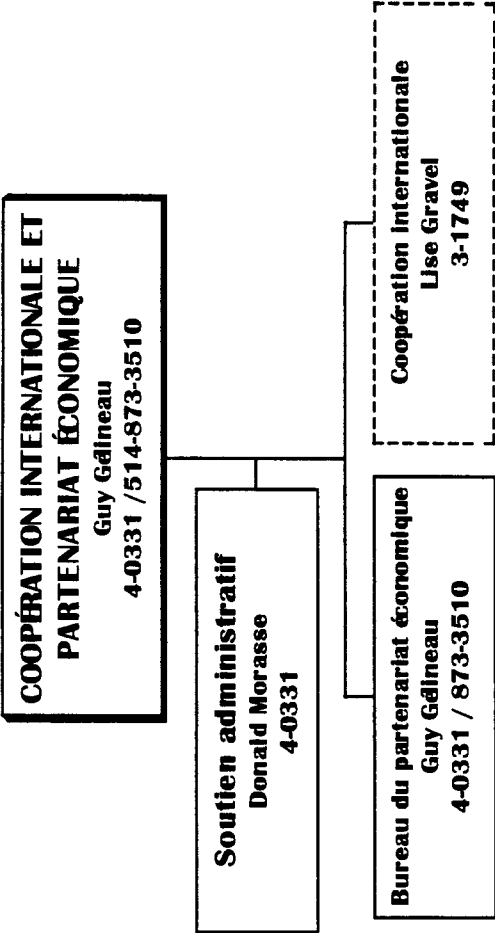 COOPÉRATION INTERNATIONALE ET
PARTENARIAT ÉCONOMIQUE
Guy Gélineau
4-0331 /514-873-3510
Soutien administratif
Donald Morasse
4-0331
Bureau du partenariat économique
Guy Gélineau
4-0331 / 873-3510
Coopération internationale
Lise Gravel
3-1749